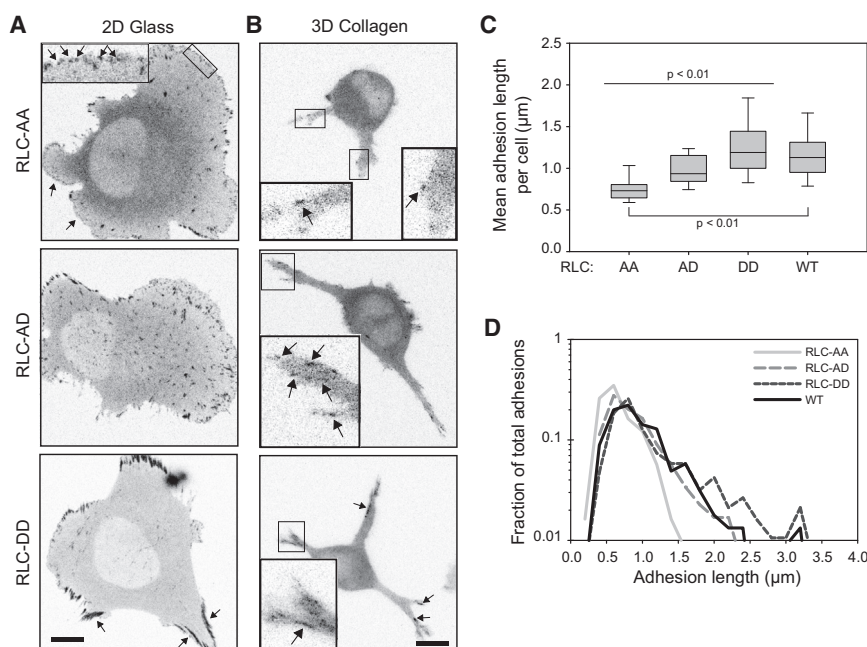 A
2D Glass
B
3D Collagen
RLC-AA
RLC-AD
RLC-DD
C
Mean adhesion length
per cell (µm)
2.5
2.0
1.5
1.0
0.5
0.0
p < 0.01
p < 0.01
RLC: AA AD DD WT
D
Fraction of total adhesions
1
0.1
0.01
RLC-AA
RLC-AD
RLC-DD
WT
0.0 0.5 1.0 1.5 2.0 2.5 3.0 3.5 4.0
Adhesion length (µm)